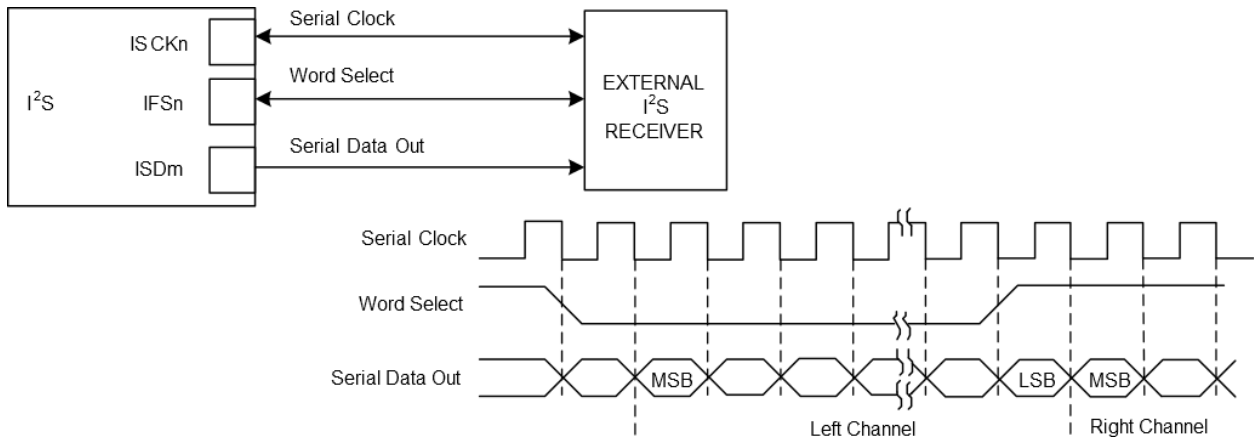 Serial Clock
ISCKn
Word Select
I²S
IFSn
EXTERNAL
I²S
RECEIVER
Serial Data Out
ISDm
Serial Clock
Word Select
Serial Data Out
MSB
LSB
MSB
Left Channel
Right Channel